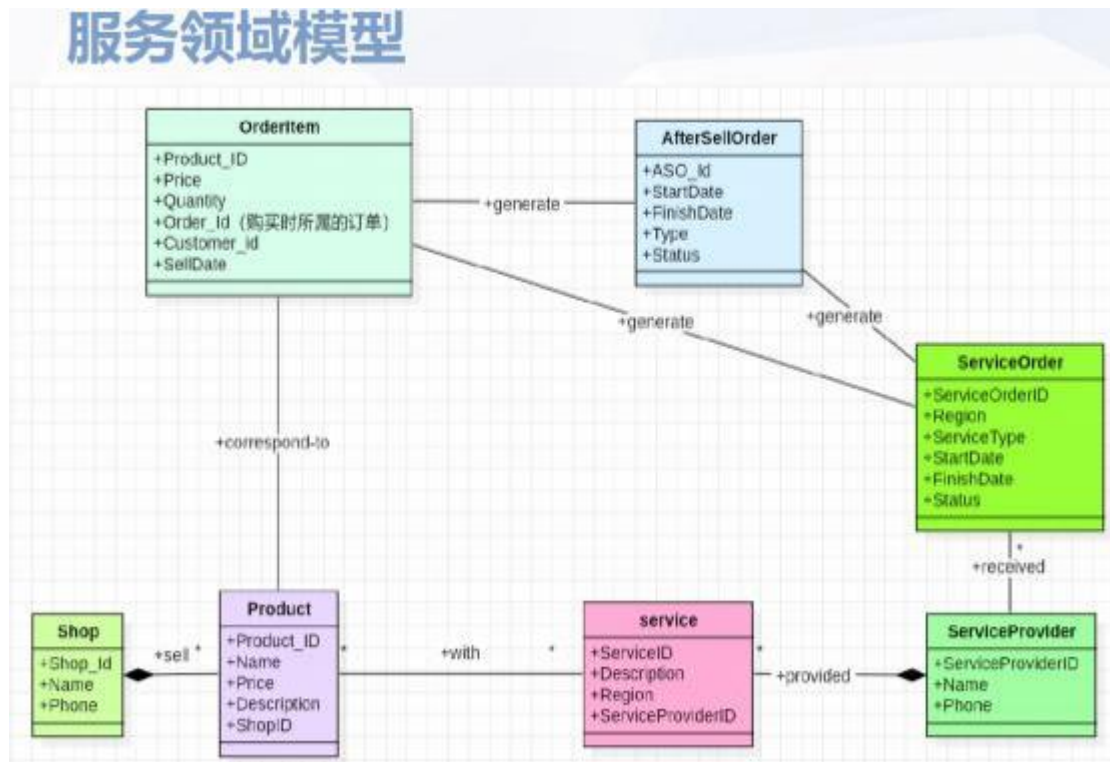 服务领域模型
OrderItem
+Product_ID
+Price
+Quantity
+Order_Id（购买时所属的订单）
+Customer_id
+SellDate
AfterSellOrder
+ASO_Id
+StartDate
+FinishDate
+Type
+Status
+generate
+generate
+generate
ServiceOrder
+ServiceOrderID
+Region
+ServiceType
+StartDate
+FinishDate
+Status
+correspond-to
*
+received
Shop
+Shop_Id
+Name
+Phone
+sell *
Product
+Product_ID
+Name
+Price
+Description
+ShopID
* +with *
service
+ServiceID
+Description
+Region
+ServiceProviderID
* +provided
ServiceProvider
+ServiceProviderID
+Name
+Phone